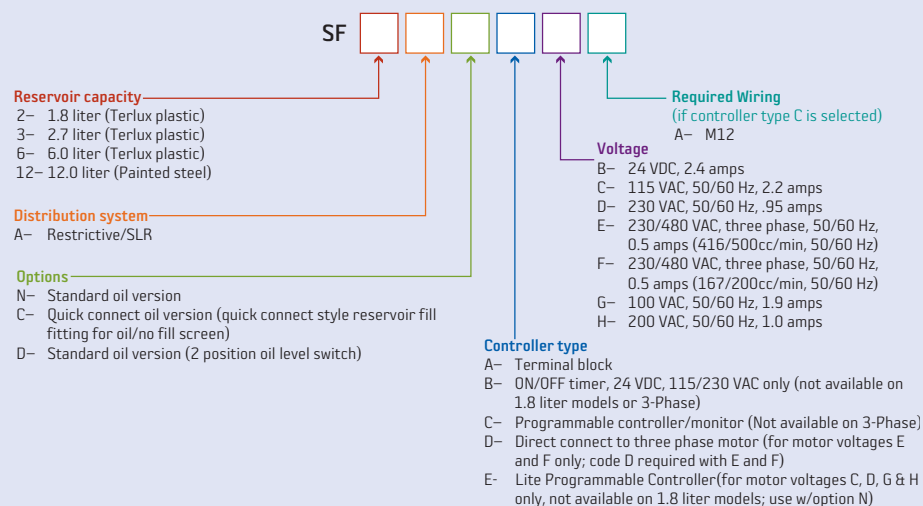 SF
Reservoir capacity
2– 1.8 liter (Terlux plastic)
3– 2.7 liter (Terlux plastic)
6– 6.0 liter (Terlux plastic)
12– 12.0 liter (Painted steel)
Distribution system
A– Restrictive/SLR
Options
N– Standard oil version
C– Quick connect oil version (quick connect style reservoir fill
fitting for oil/no fill screen)
D– Standard oil version (2 position oil level switch)
Required Wiring
(if controller type C is selected)
A– M12
Voltage
B– 24 VDC, 2.4 amps
C– 115 VAC, 50/60 Hz, 2.2 amps
D– 230 VAC, 50/60 Hz, .95 amps
E– 230/480 VAC, three phase, 50/60 Hz,
0.5 amps (416/500cc/min, 50/60 Hz)
F– 230/480 VAC, three phase, 50/60 Hz,
0.5 amps (167/200cc/min, 50/60 Hz)
G– 100 VAC, 50/60 Hz, 1.9 amps
H– 200 VAC, 50/60 Hz, 1.0 amps
Controller type
A– Terminal block
B– ON/OFF timer, 24 VDC, 115/230 VAC only (not available on
1.8 liter models or 3-Phase)
C– Programmable controller/monitor (Not available on 3-Phase)
D– Direct connect to three phase motor (for motor voltages E
and F only; code D required with E and F)
E- Lite Programmable Controller(for motor voltages C, D, G & H
only, not available on 1.8 liter models; use w/option N)